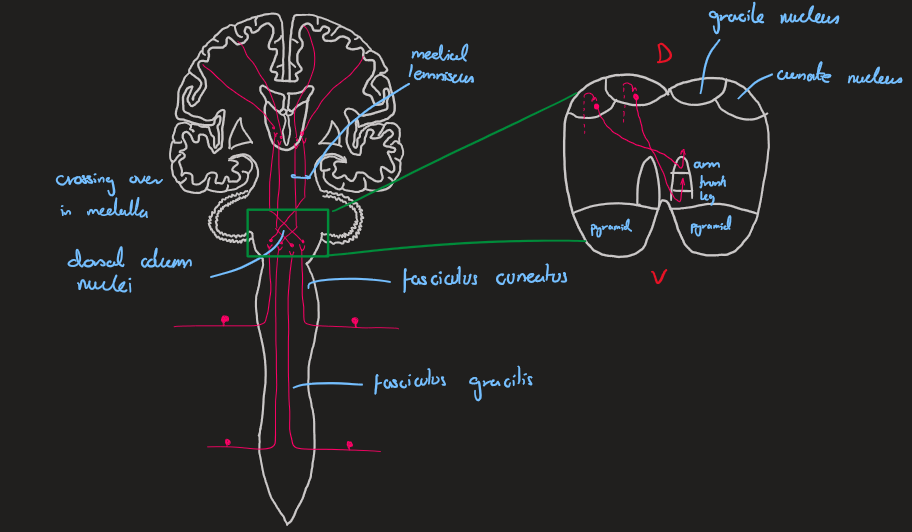 gracile nucleus
D
medical
lemniscus
cuneate nucleus
crossing over
in medulla
arm
trunk
leg
pyramid
pyramid
dorsal column
nuclei
fasciculus cuneatus
V
fasciculus gracilis